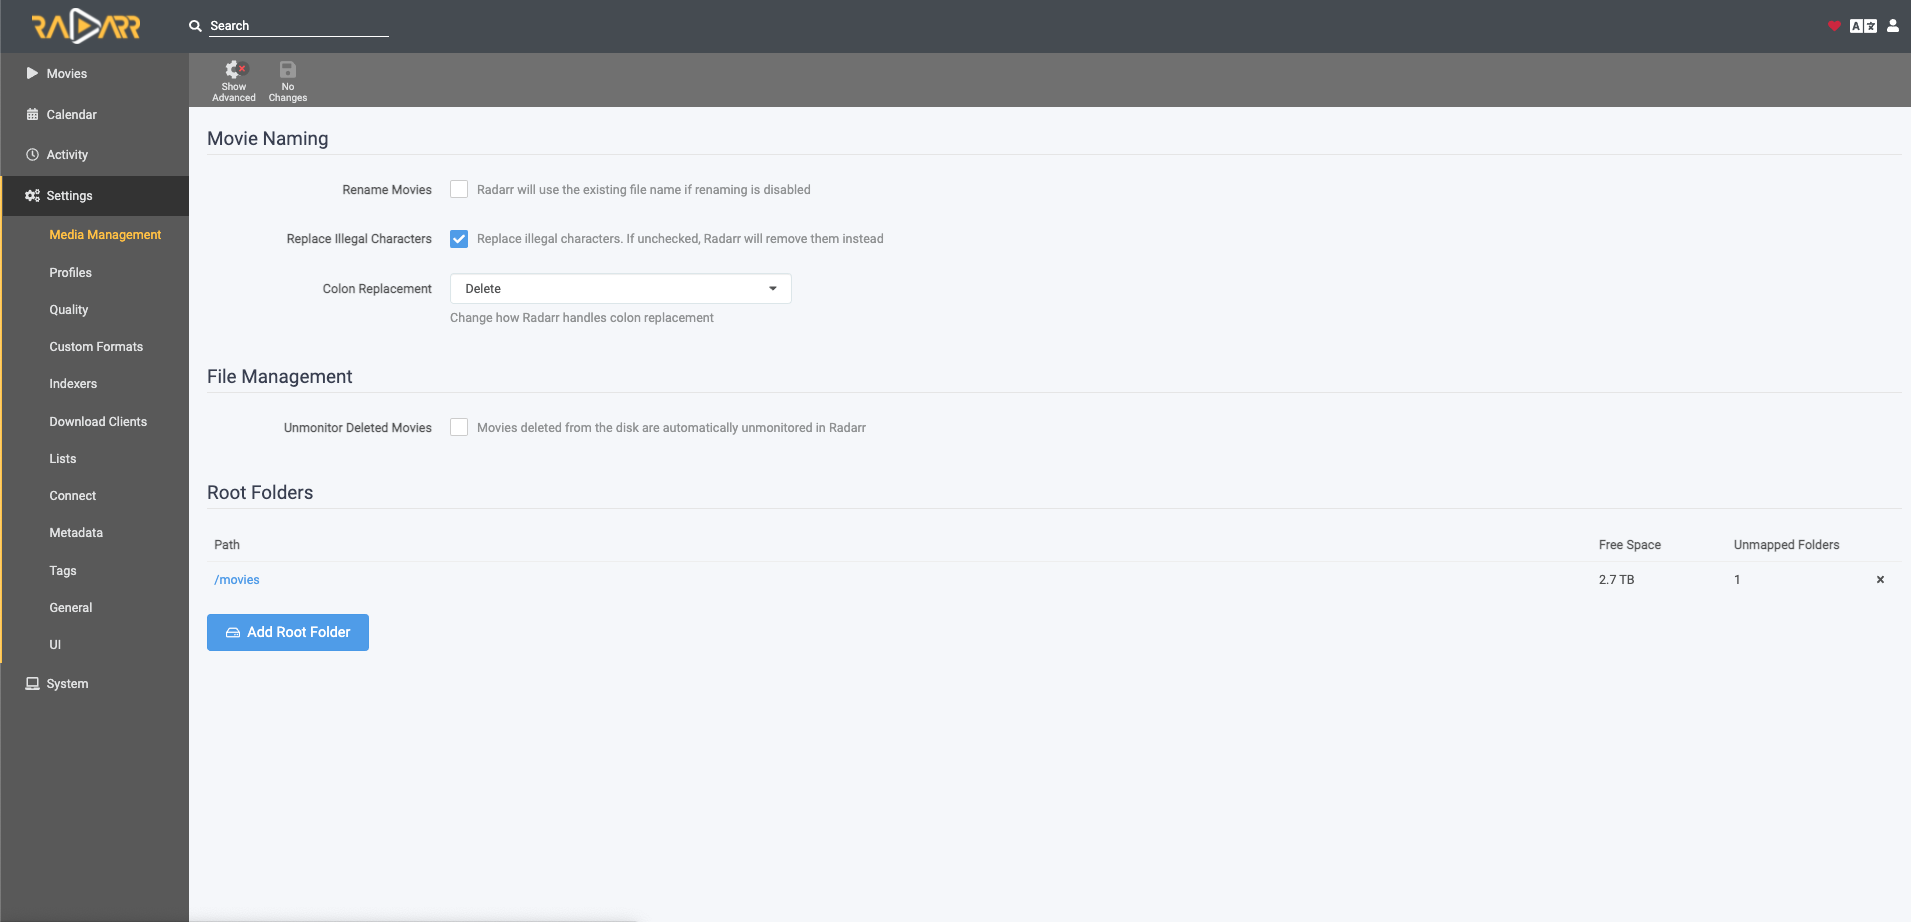 RADARR
Search
Movies
Calendar
Activity
Settings
Media Management
Profiles
Quality
Custom Formats
Indexers
Download Clients
Lists
Connect
Metadata
Tags
General
UI
System
Show
Advanced
No
Changes
Movie Naming
Rename Movies
Radarr will use the existing file name if renaming is disabled
Replace Illegal Characters
Replace illegal characters. If unchecked, Radarr will remove them instead
Colon Replacement
Delete
Change how Radarr handles colon replacement
File Management
Unmonitor Deleted Movies
Movies deleted from the disk are automatically unmonitored in Radarr
Root Folders
Path Free Space Unmapped Folders
/movies 2.7 TB 1
Add Root Folder